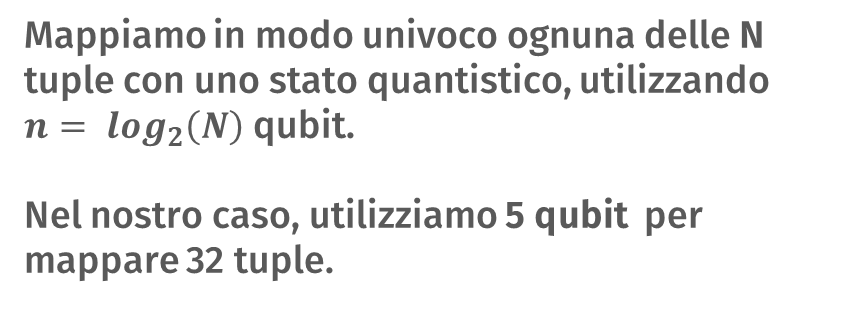 Mappiamo in modo univoco ognuna delle N
tuple con uno stato quantistico, utilizzando
n = log₂(N) qubit.
Nel nostro caso, utilizziamo 5 qubit per
mappare 32 tuple.